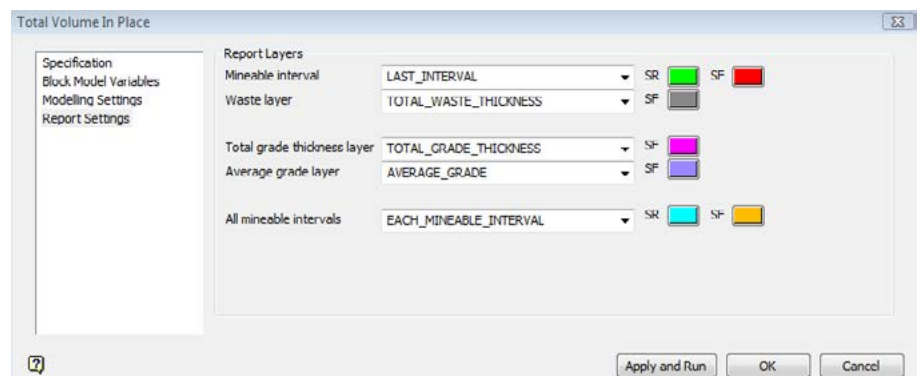 Total Volume In Place
Specification
Block Model Variables
Modelling Settings
Report Settings
Report Layers
Mineable interval LAST_INTERVAL SR SF
Waste layer TOTAL_WASTE_THICKNESS SF
Total grade thickness layer TOTAL_GRADE_THICKNESS SF
Average grade layer AVERAGE_GRADE SF
All mineable intervals EACH_MINEABLE_INTERVAL SR SF
Apply and Run OK Cancel